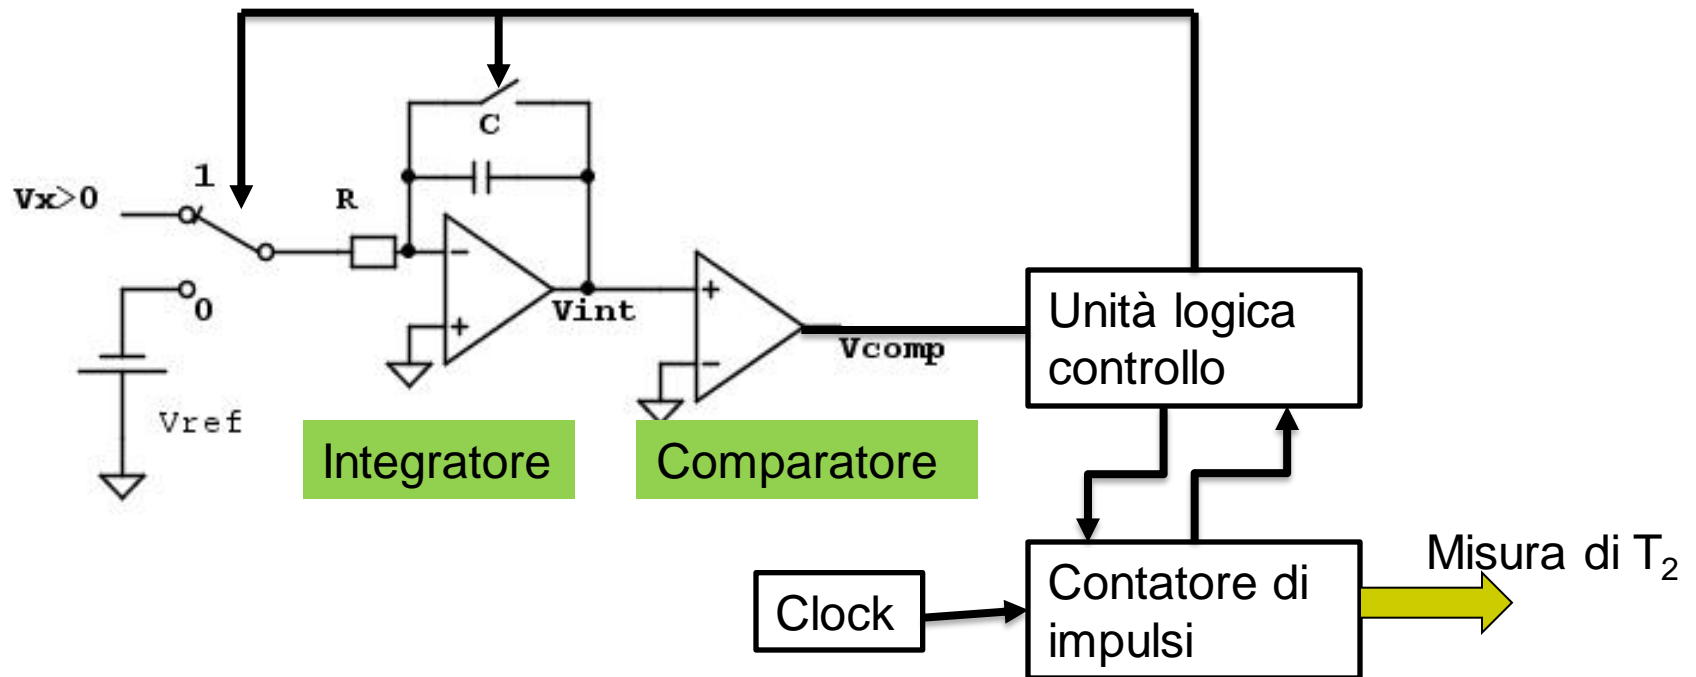 C
1
Vx>0
R
-
+
0
Vint
+
-
Vcomp
Vref
Unità logica
controllo
Integratore
Comparatore
Misura di T₂
Clock
Contatore di
impulsi